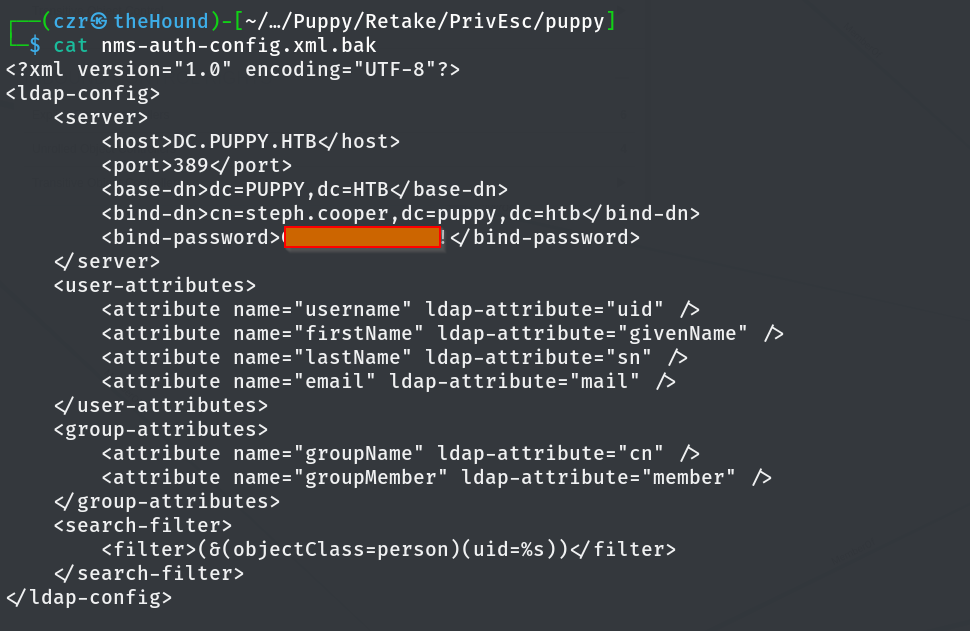 ┌──(czr㉿theHound)-[~/…/Puppy/Retake/PrivEsc/puppy]
└─$ cat nms-auth-config.xml.bak
<?xml version="1.0" encoding="UTF-8"?>
<ldap-config>
    <server>
        <host>DC.PUPPY.HTB</host>
        <port>389</port>
        <base-dn>dc=PUPPY,dc=HTB</base-dn>
        <bind-dn>cn=steph.cooper,dc=puppy,dc=htb</bind-dn>
        <bind-password>!</bind-password>
    </server>
    <user-attributes>
        <attribute name="username" ldap-attribute="uid" />
        <attribute name="firstName" ldap-attribute="givenName" />
        <attribute name="lastName" ldap-attribute="sn" />
        <attribute name="email" ldap-attribute="mail" />
    </user-attributes>
    <group-attributes>
        <attribute name="groupName" ldap-attribute="cn" />
        <attribute name="groupMember" ldap-attribute="member" />
    </group-attributes>
    <search-filter>
        <filter>(&(objectClass=person)(uid=%s))</filter>
    </search-filter>
</ldap-config>